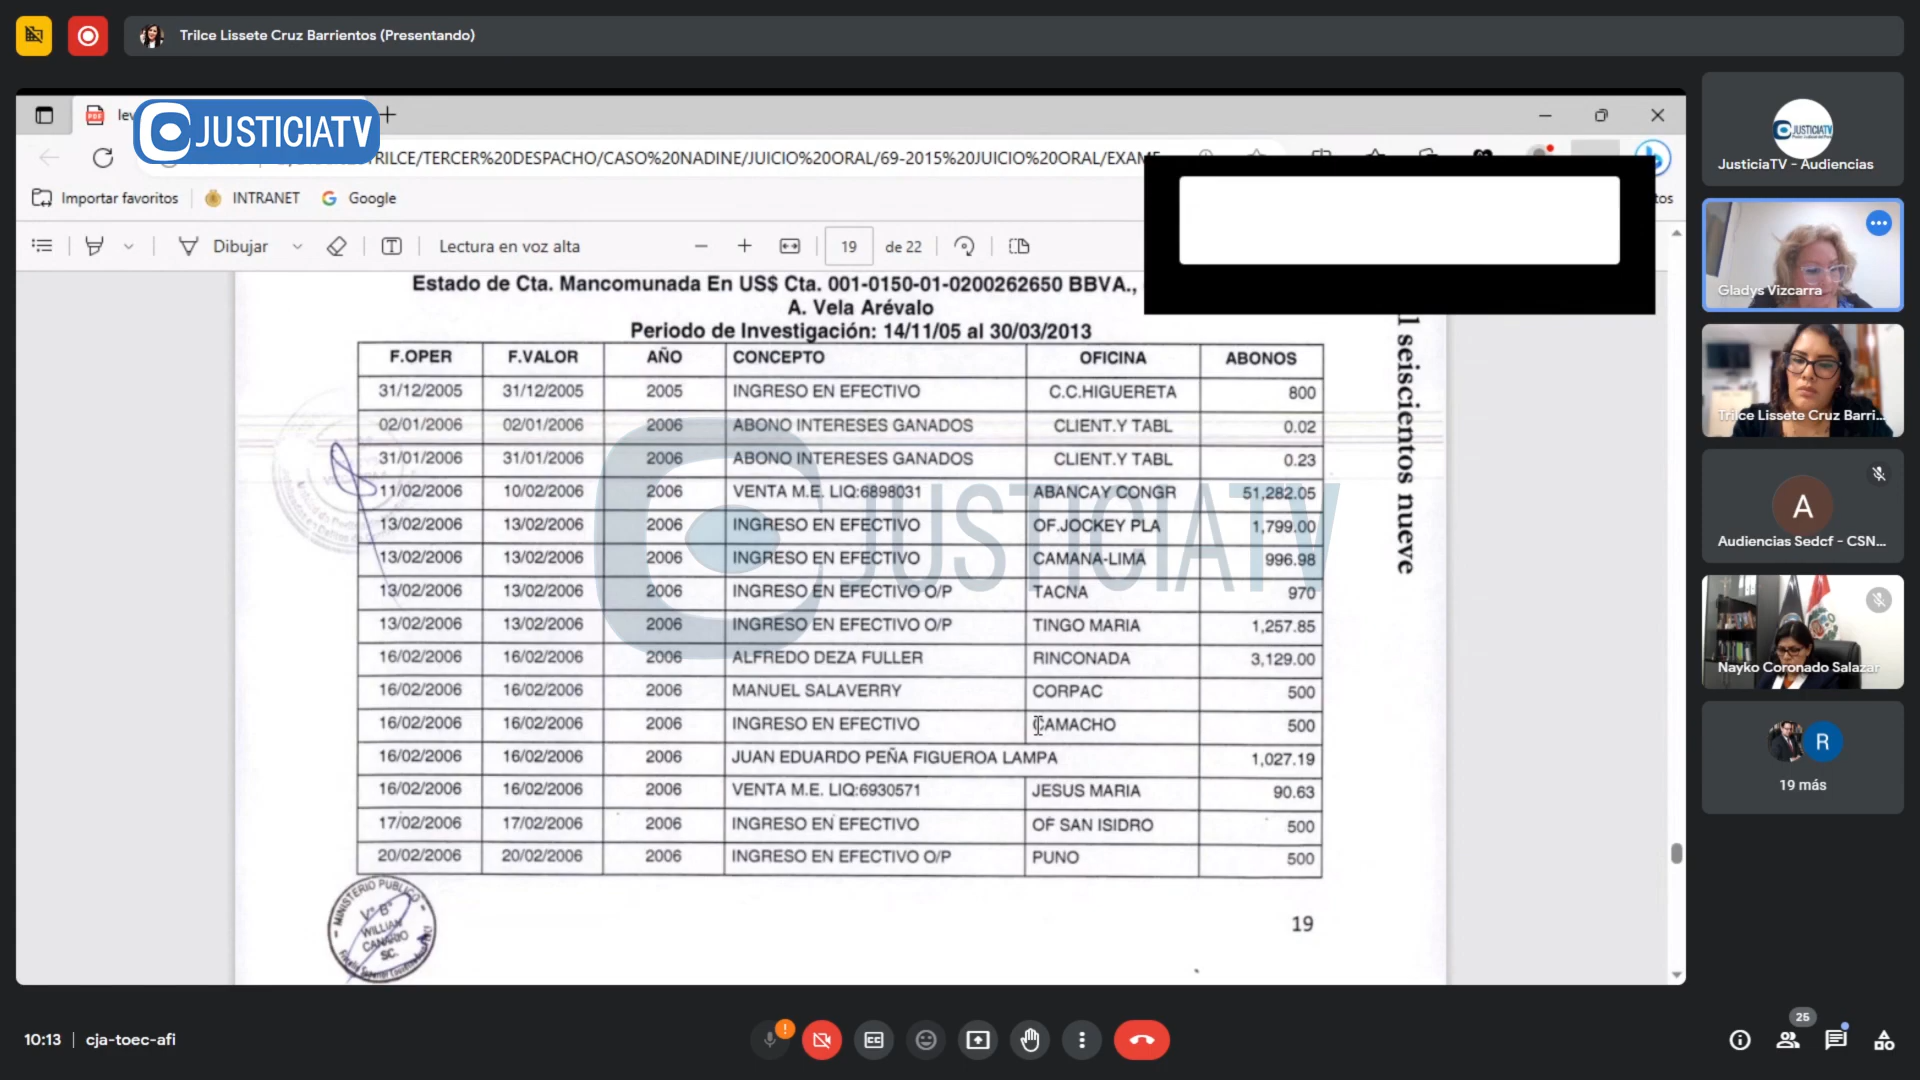 Trilce Lissete Cruz Barrientos (Presentando)
lev
JUSTICIATV
RILCE/TERCER%20DESPACHO/CASO%20NADINE/JUICIO%20ORAL/69-2015%20JUICIO%20ORAL/EXAME
Importar favoritos
INTRANET
Google
tos
Dibujar
Lectura en voz alta
19 de 22
Estado de Cta. Mancomunada En US$ Cta. 001-0150-01-0200262650 BBVA.,
A. Vela Arévalo
Periodo de Investigación: 14/11/05 al 30/03/2013
F.OPER F.VALOR AÑO CONCEPTO OFICINA ABONOS
31/12/2005 31/12/2005 2005 INGRESO EN EFECTIVO C.C.HIGUERETA 800
02/01/2006 02/01/2006 2006 ABONO INTERESES GANADOS CLIENT.Y TABL 0.02
31/01/2006 31/01/2006 2006 ABONO INTERESES GANADOS CLIENT.Y TABL 0.23
11/02/2006 10/02/2006 2006 VENTA M.E. LIQ:6898031 ABANCAY CONGR 51,282.05
13/02/2006 13/02/2006 2006 INGRESO EN EFECTIVO OF.JOCKEY PLA 1,799.00
13/02/2006 13/02/2006 2006 INGRESO EN EFECTIVO CAMANA-LIMA 996.98
13/02/2006 13/02/2006 2006 INGRESO EN EFECTIVO O/P TACNA 970
13/02/2006 13/02/2006 2006 INGRESO EN EFECTIVO O/P TINGO MARIA 1,257.85
16/02/2006 16/02/2006 2006 ALFREDO DEZA FULLER RINCONADA 3,129.00
16/02/2006 16/02/2006 2006 MANUEL SALAVERRY CORPAC 500
16/02/2006 16/02/2006 2006 INGRESO EN EFECTIVO CAMACHO 500
16/02/2006 16/02/2006 2006 JUAN EDUARDO PEÑA FIGUEROA LAMPA 1,027.19
16/02/2006 16/02/2006 2006 VENTA M.E. LIQ:6930571 JESUS MARIA 90.63
17/02/2006 17/02/2006 2006 INGRESO EN EFECTIVO OF SAN ISIDRO 500
20/02/2006 20/02/2006 2006 INGRESO EN EFECTIVO O/P PUNO 500
JUSTICIATV
l seiscientos nueve
MINISTERIO PUBLICO
V° B°
WILLIAN
CANARIO
SC.
19
JUSTICIATV
JusticiaTV - Audiencias
Gladys Vizcarra
Trilce Lissete Cruz Barri...
A
Audiencias Sedcf - CSN...
Nayko Coronado Salazar
R
19 más
10:13 | cja-toec-afi
25